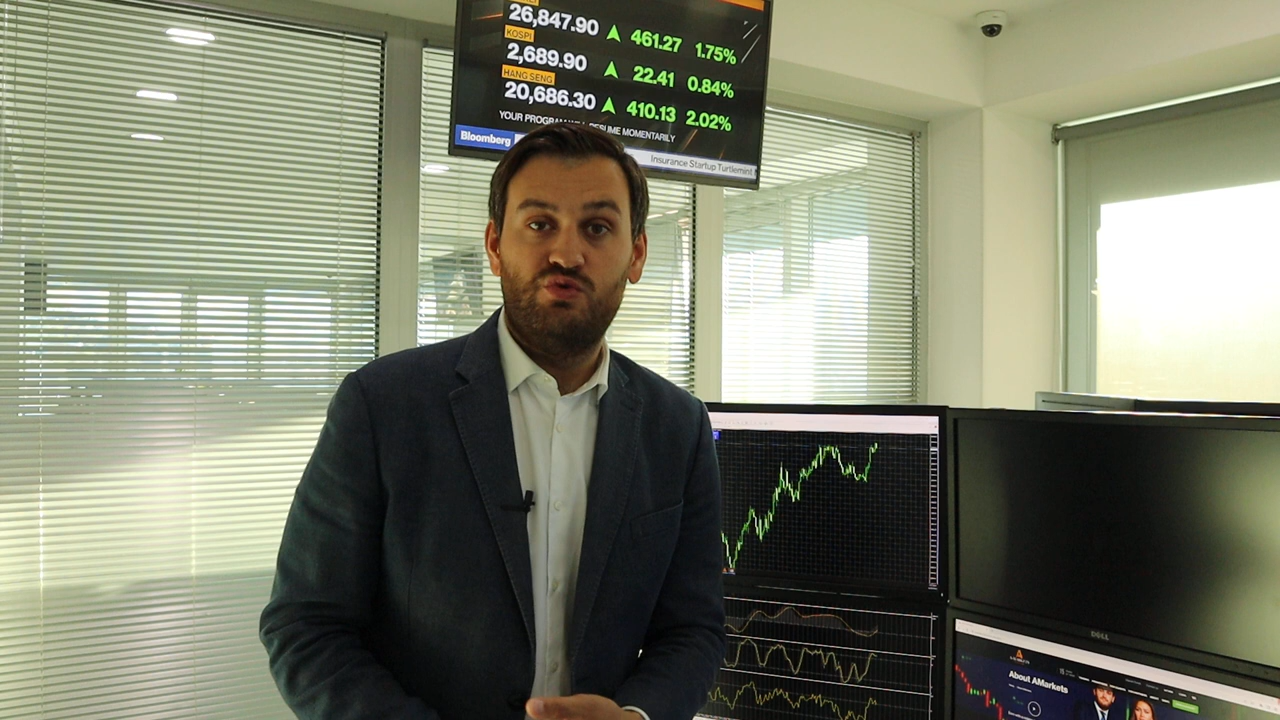 26,847.90 ▲ 461.27 1.75%
KOSPI
2,689.90 ▲ 22.41 0.84%
HANG SENG
20,686.30 ▲ 410.13 2.02%
YOUR PROGRAM WILL RESUME MOMENTARILY
Bloomberg
Insurance Startup Turtlemint
DELL
About AMarkets